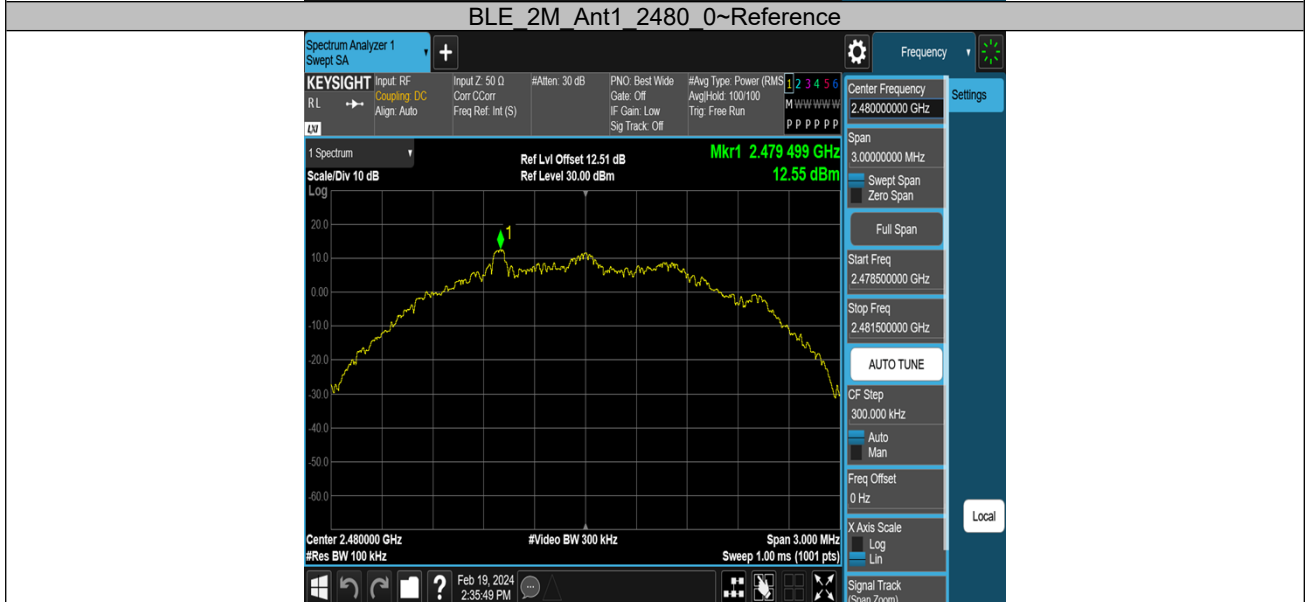 BLE_2M_Ant1_2480_0~Reference
Spectrum Analyzer 1
Swept SA
+
Frequency
KEYSIGHT
RL
LXI
Input: RF
Coupling: DC
Align: Auto
Input Z: 50 Ω
Corr CCorr
Freq Ref: Int (S)
#Atten: 30 dB
PNO: Best Wide
Gate: Off
IF Gain: Low
Sig Track: Off
#Avg Type: Power (RMS
Avg|Hold: 100/100
Trig: Free Run
1 2 3 4 5 6
M W W W W W
P P P P P P
1 Spectrum
Scale/Div 10 dB
Ref Lvl Offset 12.51 dB
Ref Level 30.00 dBm
Mkr1 2.479 499 GHz
12.55 dBm
Log
20.0
10.0
0.00
-10.0
-20.0
-30.0
-40.0
-50.0
-60.0
1
Center 2.480000 GHz
#Res BW 100 kHz
#Video BW 300 kHz
Span 3.000 MHz
Sweep 1.00 ms (1001 pts)
?
Feb 19, 2024
2:35:49 PM
Center Frequency
2.480000000 GHz
Span
3.00000000 MHz
Swept Span
Zero Span
Full Span
Start Freq
2.478500000 GHz
Stop Freq
2.481500000 GHz
AUTO TUNE
CF Step
300.000 kHz
Auto
Man
Freq Offset
0 Hz
X Axis Scale
Log
Lin
Signal Track
(Span Zoom)
Settings
Local